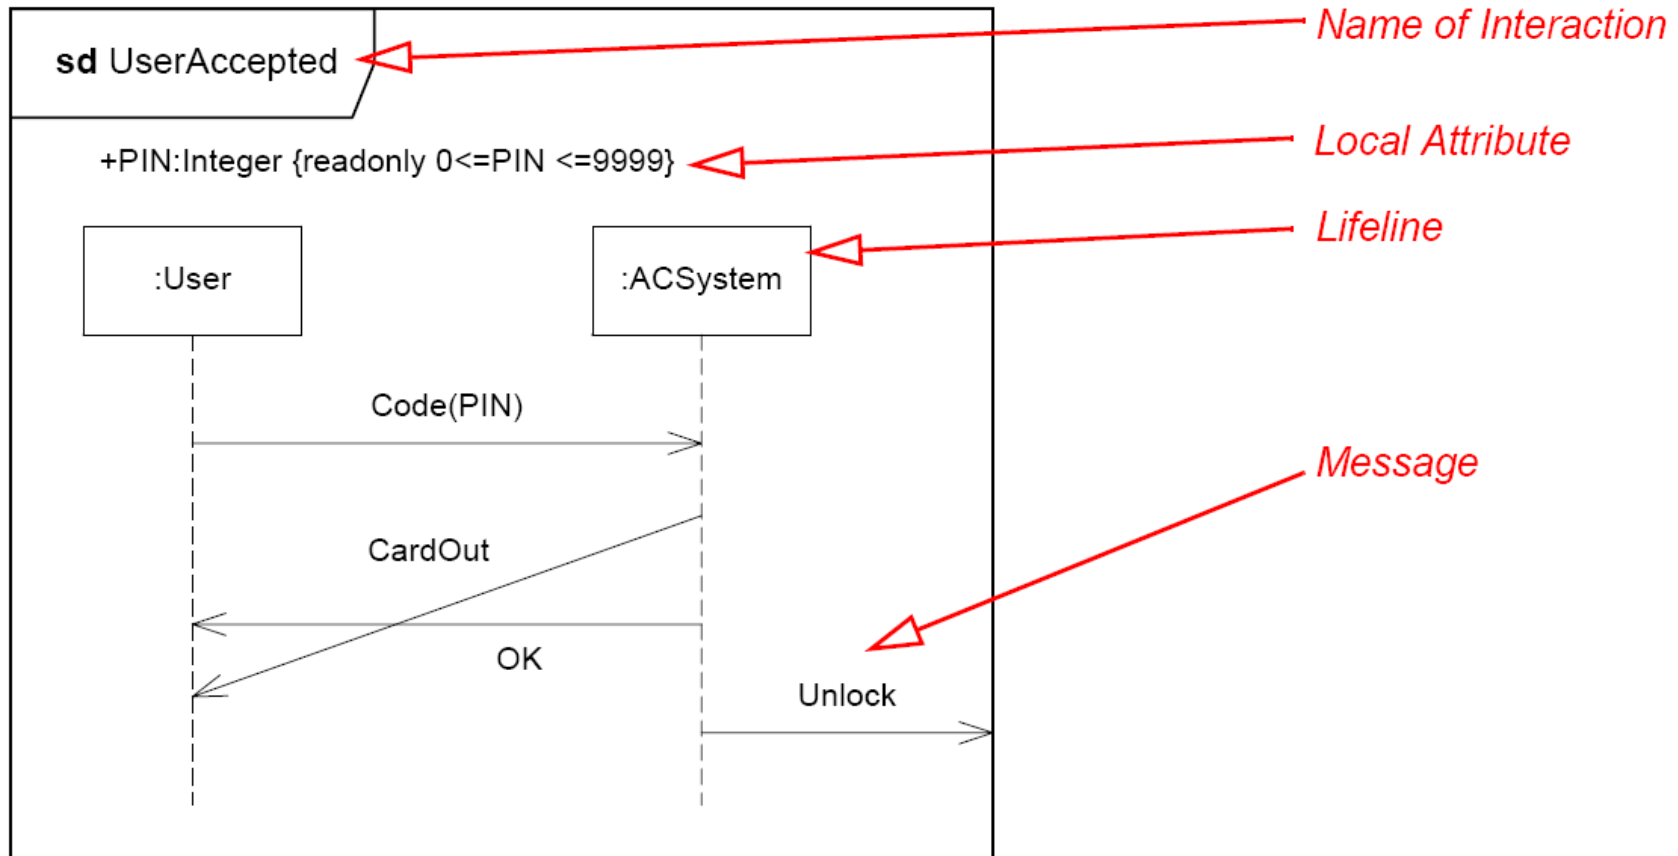 Name of Interaction
sd UserAccepted
Local Attribute
+PIN:Integer {readonly 0<=PIN <=9999}
Lifeline
:User
:ACSystem
Code(PIN)
Message
CardOut
OK
Unlock